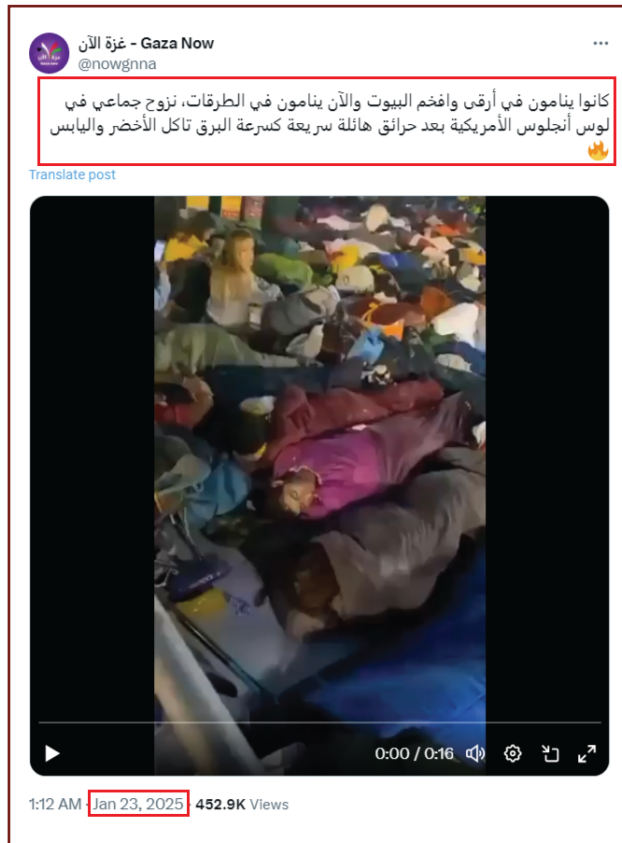 غزة الآن - Gaza Now
@nowgnna
كانوا ينامون في أرقى وافخم البيوت والآن ينامون في الطرقات، نزوح جماعي في
لوس أنجلوس الأمريكية بعد حرائق هائلة سريعة كسرعة البرق تاكل الأخضر واليابس
🔥
Translate post
0:00 / 0:16
1:12 AM · Jan 23, 2025 · 452.9K Views